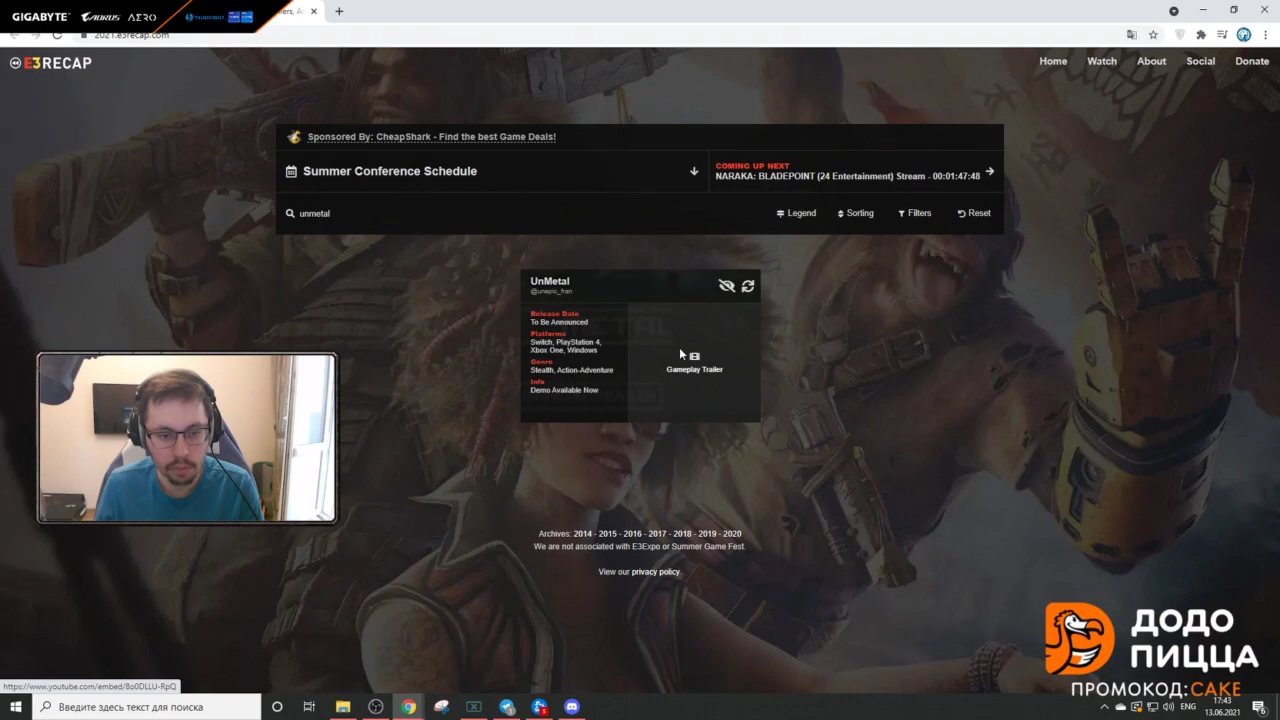 GIGABYTE AORUS AERO THUNDERBOLT
2021.e3recap.com
E3RECAP
Home Watch About Social Donate
Sponsored By: CheapShark - Find the best Game Deals!
Summer Conference Schedule
COMING UP NEXT
NARAKA: BLADEPOINT (24 Entertainment) Stream - 00:01:47:48
unmetal
Legend Sorting Filters Reset
UnMetal
@unepic_fran
Release Date
To Be Announced
Platforms
Switch, PlayStation 4,
Xbox One, Windows
Genre
Stealth, Action-Adventure
Info
Demo Available Now
Gameplay Trailer
Archives: 2014 - 2015 - 2016 - 2017 - 2018 - 2019 - 2020
We are not associated with E3Expo or Summer Game Fest.
View our privacy policy.
ДОДО
ПИЦЦА
ПРОМОКОД:CAKE
https://www.youtube.com/embed/8o0DLLU-RpQ
Введите здесь текст для поиска
ENG
17:43
13.06.2021